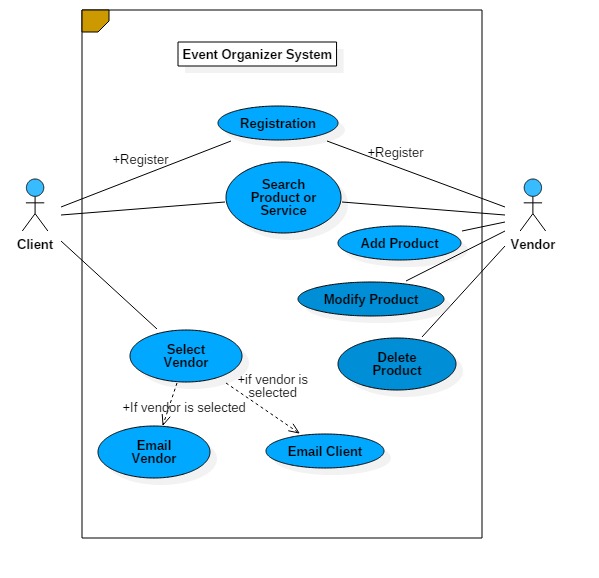 Event Organizer System
Registration
+Register
+Register
Search
Product or
Service
Add Product
Client
Vendor
Modify Product
Select
Vendor
Delete
Product
+if vendor is
selected
+If vendor is selected
Email
Vendor
Email Client